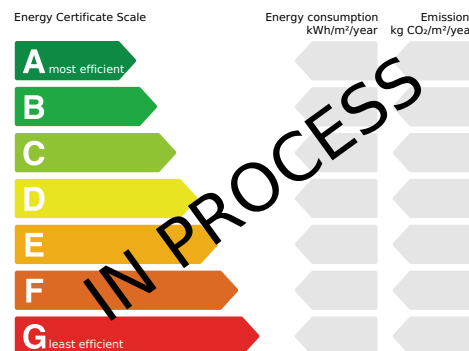 Energy Certificate Scale
Energy consumption
kWh/m²/year
Emission
kg CO₂/m²/year
A most efficient
B
C
D
E
F
G least efficient
IN PROCESS